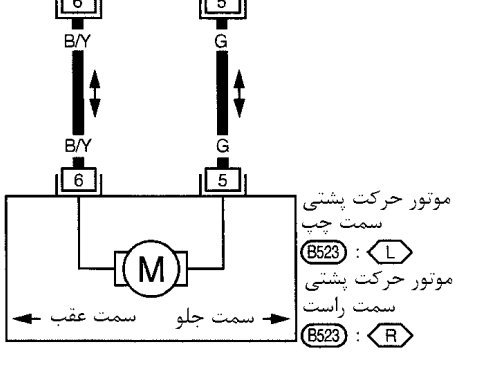 6 5
B/Y G
B/Y G
6 5
موتور حرکت پشتی
سمت چپ
B523 : L
M
موتور حرکت پشتی
سمت راست
سمت عقب سمت جلو
B523 : R